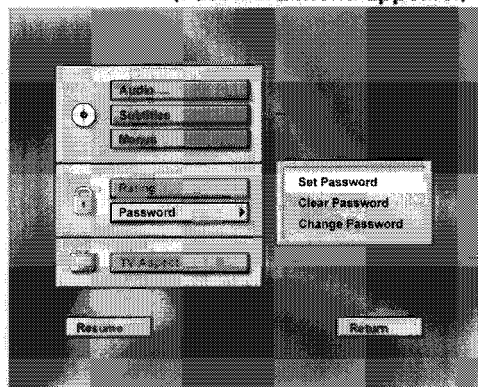 Audio
Subtitles
Menus
Rating
Password
Set Password
Clear Password
Change Password
TV Aspect
Resume
Return